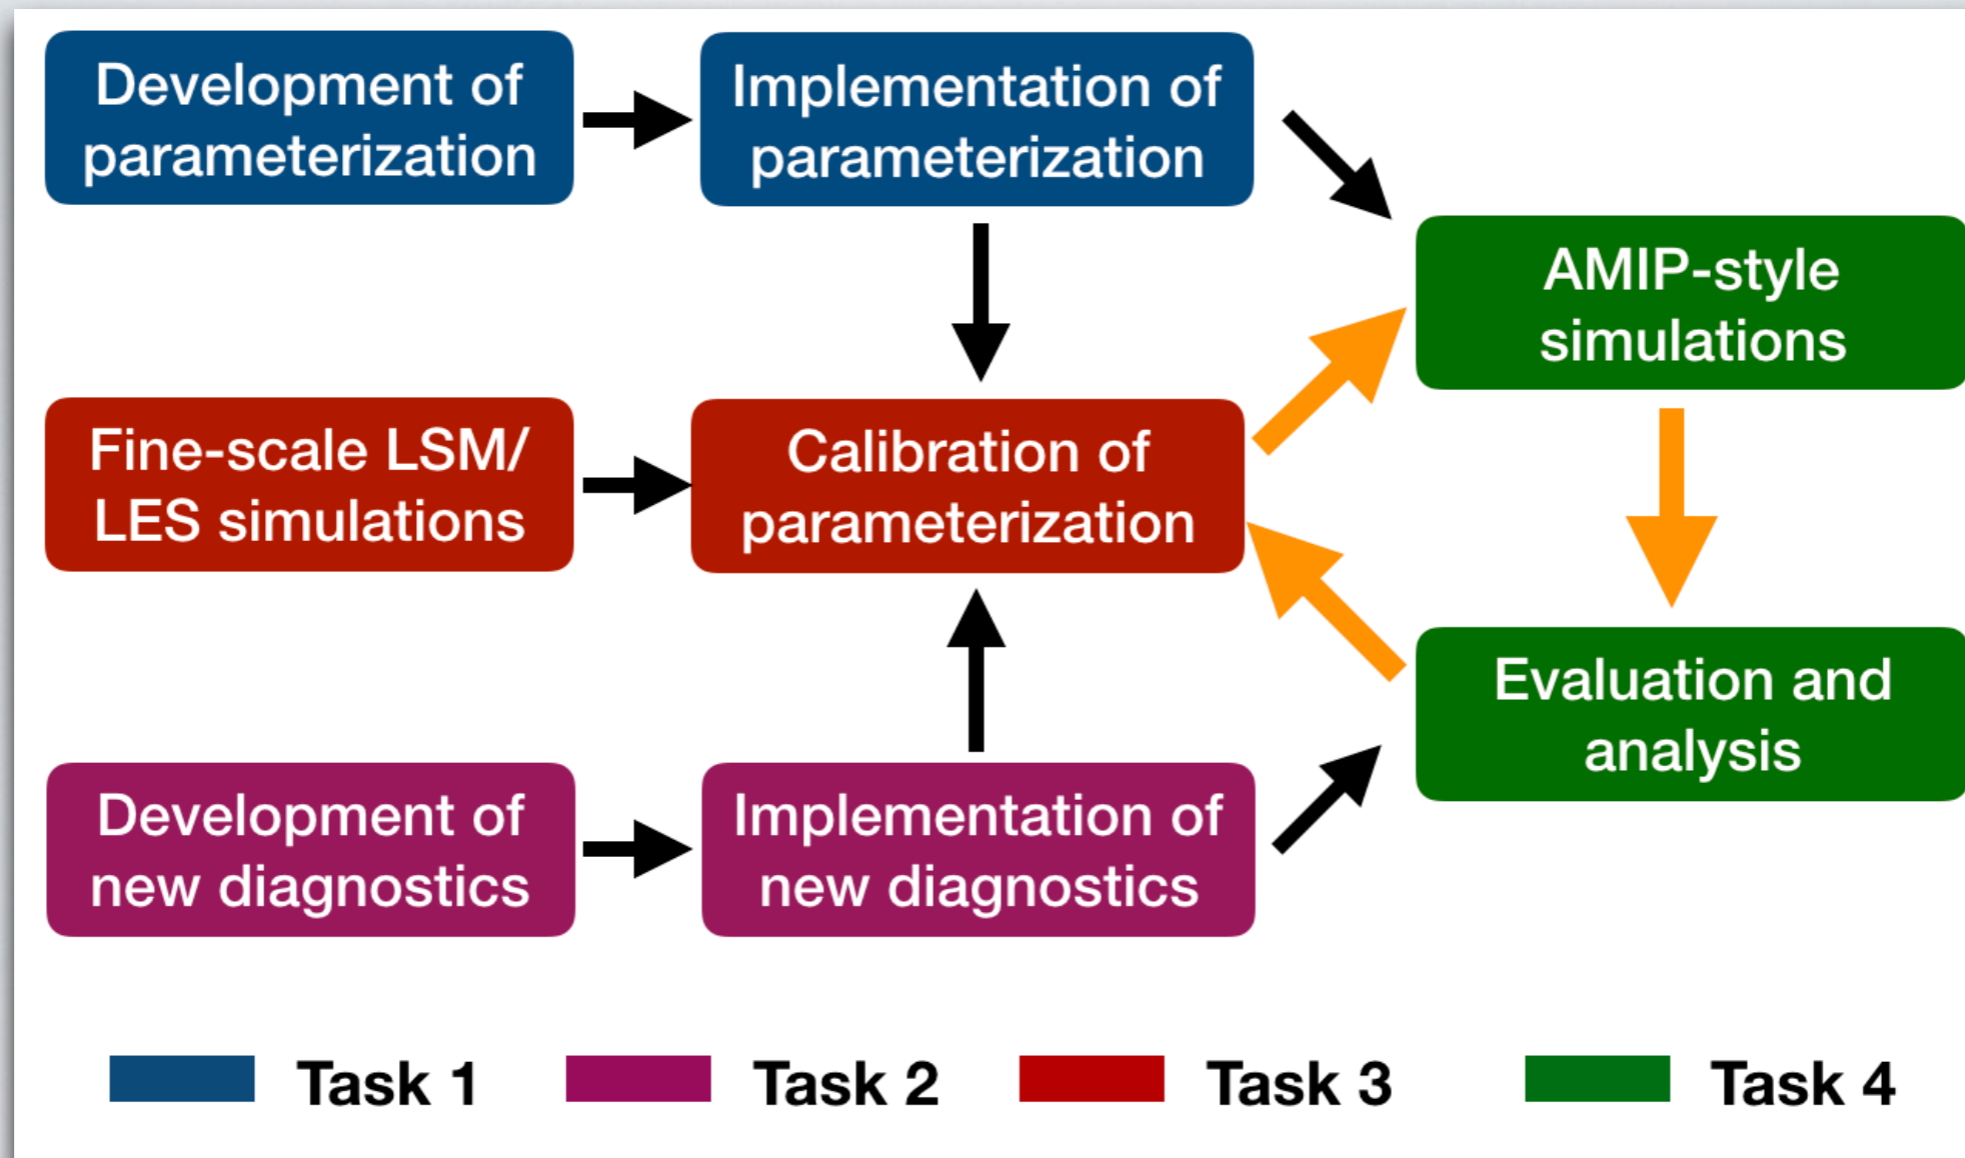 Development of
parameterization
Implementation of
parameterization
AMIP-style
simulations
Fine-scale LSM/
LES simulations
Calibration of
parameterization
Evaluation and
analysis
Development of
new diagnostics
Implementation of
new diagnostics
Task 1
Task 2
Task 3
Task 4